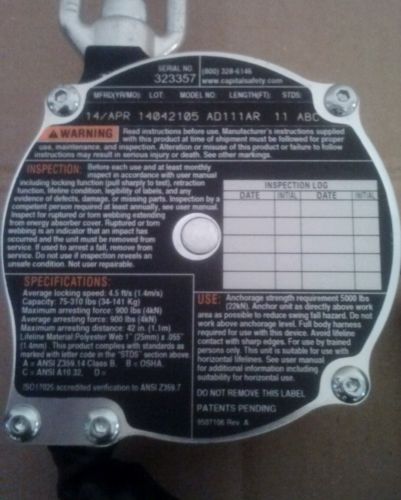 SERIAL NO.
323357
(800) 328-6146
www.capitalsafety.com
MFRD(YR/MO): LOT: MODEL NO: LENGTH(FT): STDS:
14/APR 14042105 AD111AR 11 ABC
WARNING Read instructions before use. Manufacturer's instructions supplied
with this product at time of shipment must be followed for proper
use, maintenance, and inspection. Alteration or misuse of this product or failure to follow
instructions may result in serious injury or death. See other markings.
INSPECTION: Before each use and at least monthly
inspect in accordance with user manual
including locking function (pull sharply to test), retraction
function, lifeline condition, legibility of labels, and any
evidence of defects, damage, or missing parts. Inspection by a
competent person required at least annually, see user manual.
Inspect for ruptured or torn webbing extending
from energy absorber cover. Ruptured or torn
webbing is an indicator that an impact has
occurred and the unit must be removed from
service. If used to arrest a fall, remove from
service. Do not use if inspection reveals an
unsafe condition. Not user repairable.
INSPECTION LOG
DATE INITIAL DATE INITIAL
SPECIFICATIONS:
Average locking speed: 4.5 ft/s (1.4m/s)
Capacity: 75-310 lbs (34-141 Kg)
Maximum arresting force: 900 lbs (4kN)
Average arresting force: 900 lbs (4kN)
Maximum arresting distance: 42 in. (1.1m)
Lifeline Material:Polyester Web 1" (25mm) x .055"
(1.4mm). This product complies with standards as
marked with letter code in the "STDS" section above
A = ANSI Z359.14 Class B, B = OSHA,
C = ANSI A10.32, D =
ISO17025 accredited verification to ANSI Z359.7
USE: Anchorage strength requirement 5000 lbs
(22kN). Anchor unit as directly above work
area as possible to reduce swing fall hazard. Do not
work above anchorage level. Full body harness
required for use with this device. Avoid lifeline
contact with sharp edges. For use by trained
persons only. This unit is suitable for use with
horizontal lifelines. See user manual
for additional information including
suitability for horizontal use.
DO NOT REMOVE THIS LABEL
PATENTS PENDING
9507106 Rev. A